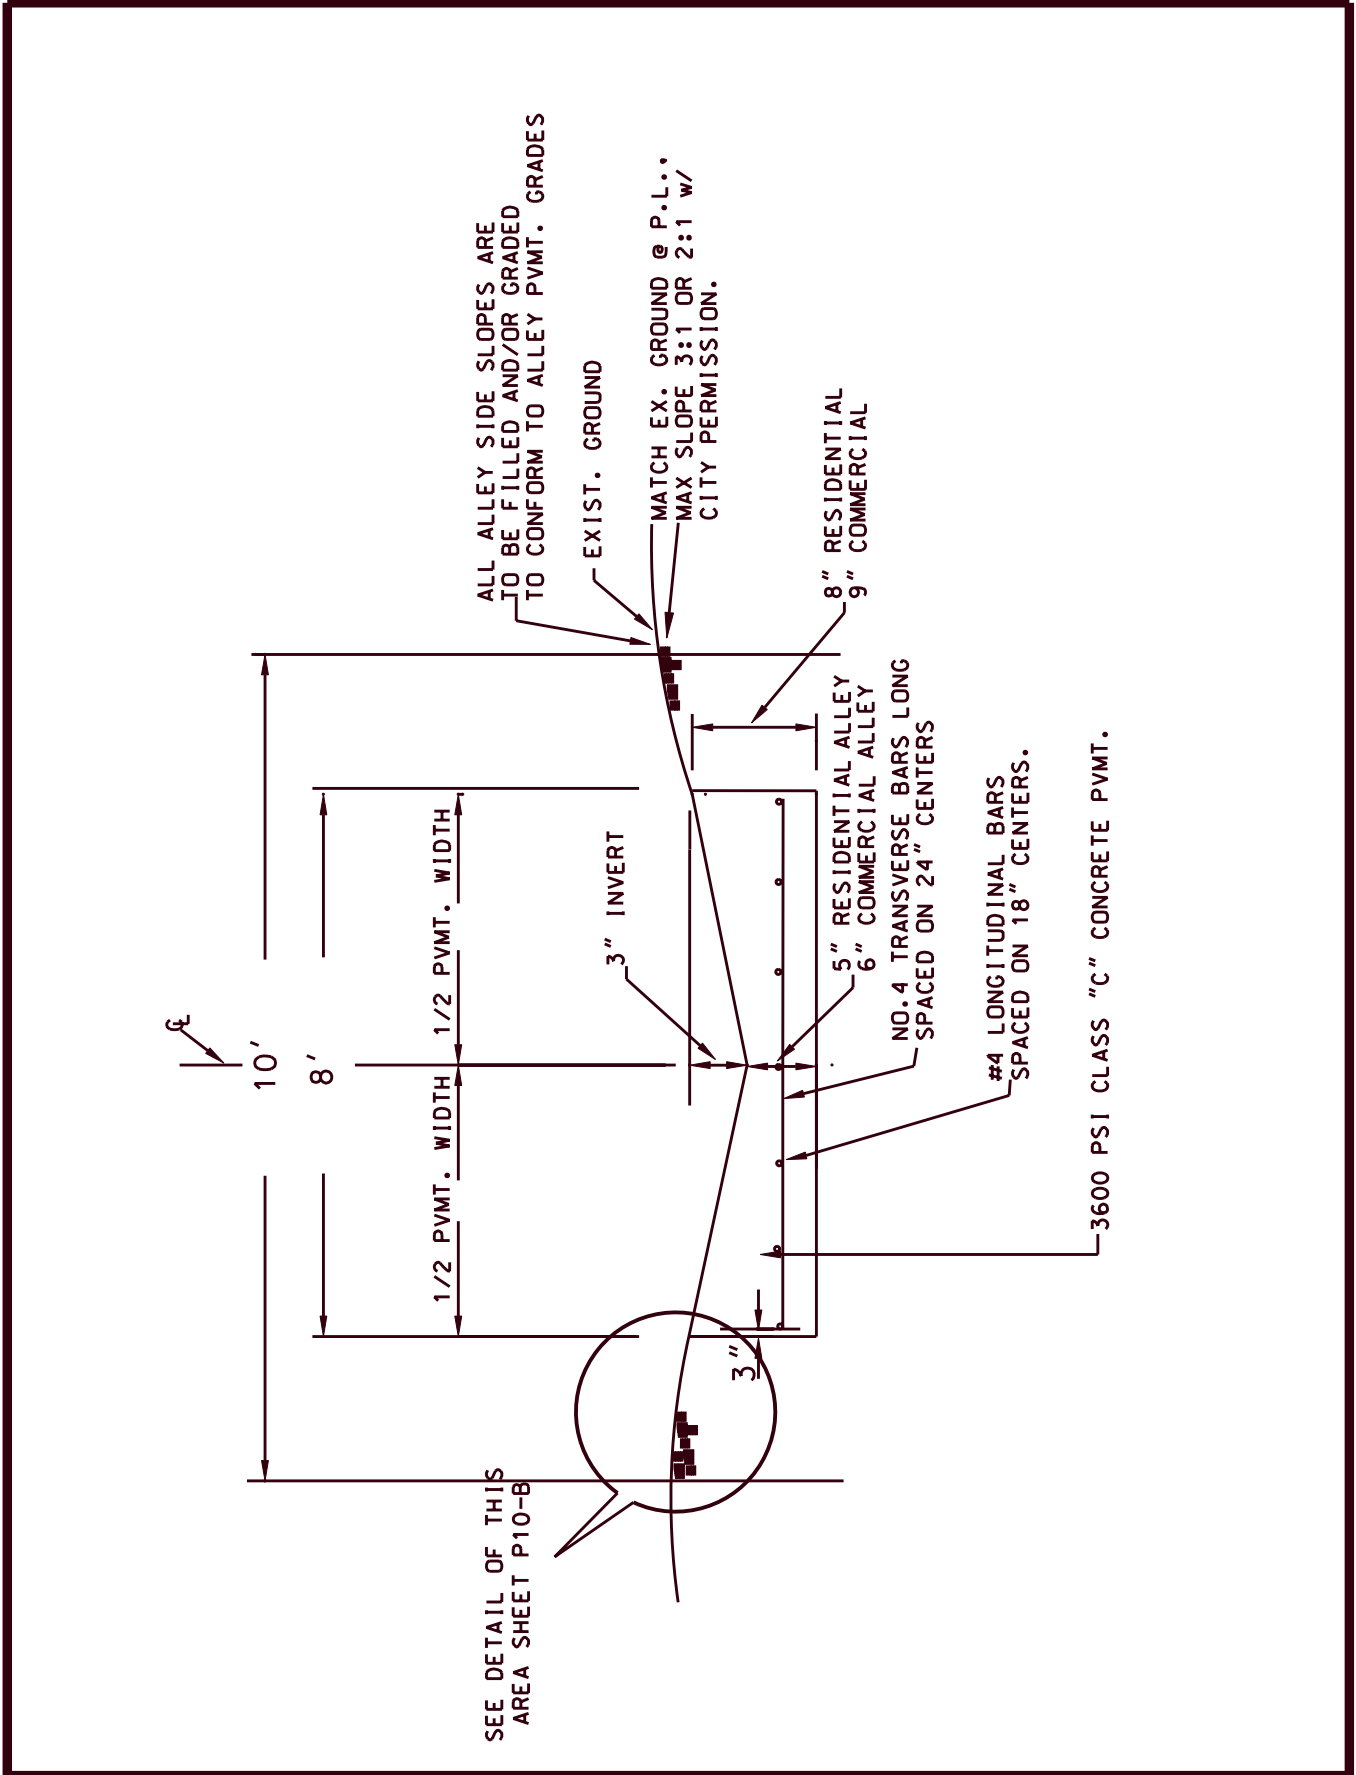 ℄
10'
8'
1/2 PVMT. WIDTH
1/2 PVMT. WIDTH
ALL ALLEY SIDE SLOPES ARE
TO BE FILLED AND/OR GRADED
TO CONFORM TO ALLEY PVMT. GRADES
SEE DETAIL OF THIS
AREA SHEET P10-B
EXIST. GROUND
3" INVERT
MATCH EX. GROUND @ P.L.,
MAX SLOPE 3:1 OR 2:1 w/
CITY PERMISSION.
3"
8" RESIDENTIAL
9" COMMERCIAL
5" RESIDENTIAL ALLEY
6" COMMERCIAL ALLEY
NO.4 TRANSVERSE BARS LONG
SPACED ON 24" CENTERS
#4 LONGITUDINAL BARS
SPACED ON 18" CENTERS.
3600 PSI CLASS "C" CONCRETE PVMT.